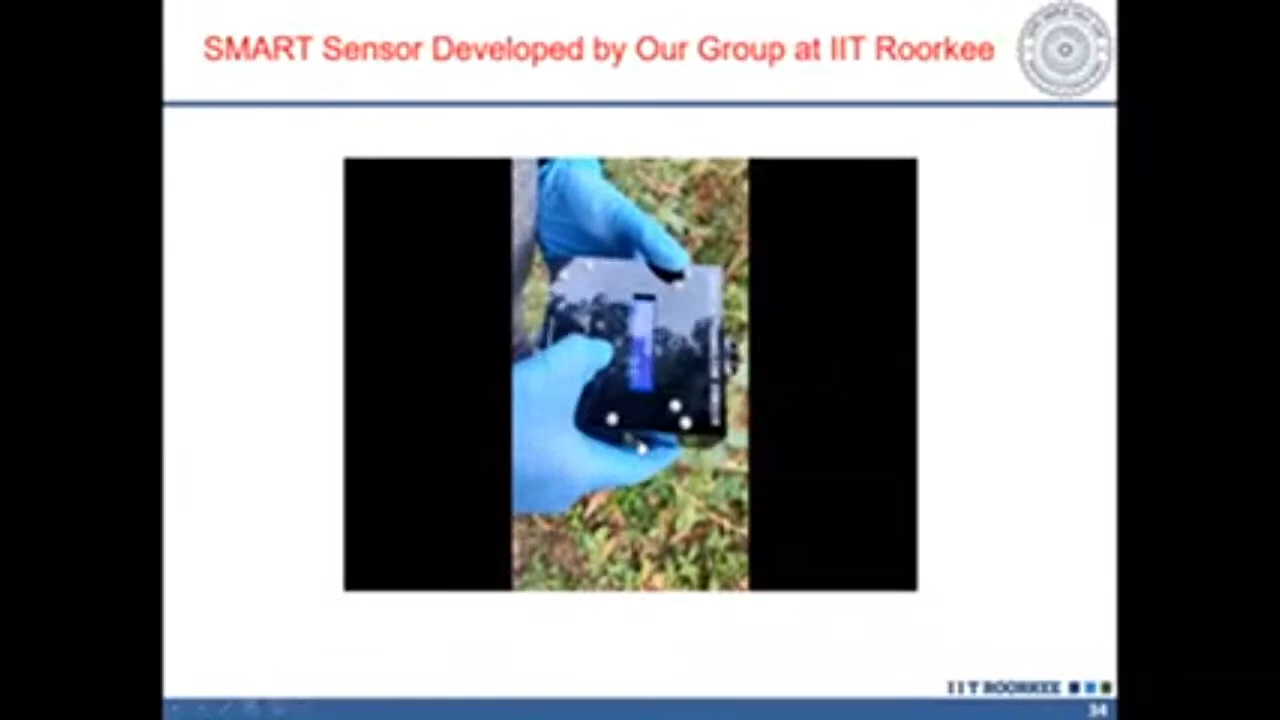 SMART Sensor Developed by Our Group at IIT Roorkee
I I T ROORKEE
34